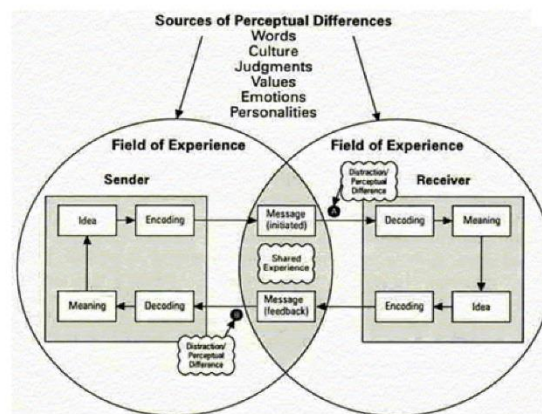 Sources of Perceptual Differences
Words
Culture
Judgments
Values
Emotions
Personalities
Field of Experience
Field of Experience
Sender
Distraction/
Perceptual
Difference
Receiver
Idea
Encoding
Message
(initiated)
A
Decoding
Meaning
Shared
Experience
Meaning
Decoding
Message
(feedback)
Encoding
Idea
B
Distraction/
Perceptual
Difference